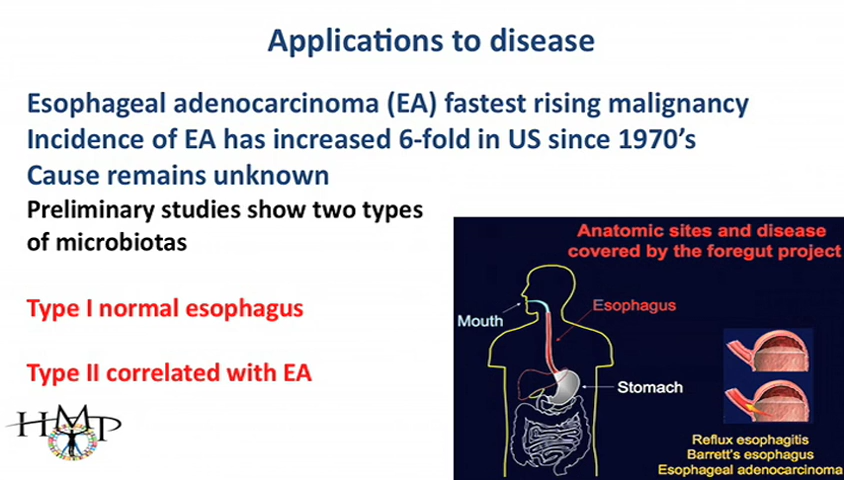 Applications to disease
Esophageal adenocarcinoma (EA) fastest rising malignancy
Incidence of EA has increased 6-fold in US since 1970's
Cause remains unknown
Preliminary studies show two types
of microbiotas
Type I normal esophagus
Type II correlated with EA
HMP
Anatomic sites and disease
covered by the foregut project
Esophagus
Mouth
Stomach
Reflux esophagitis
Barrett's esophagus
Esophageal adenocarcinoma